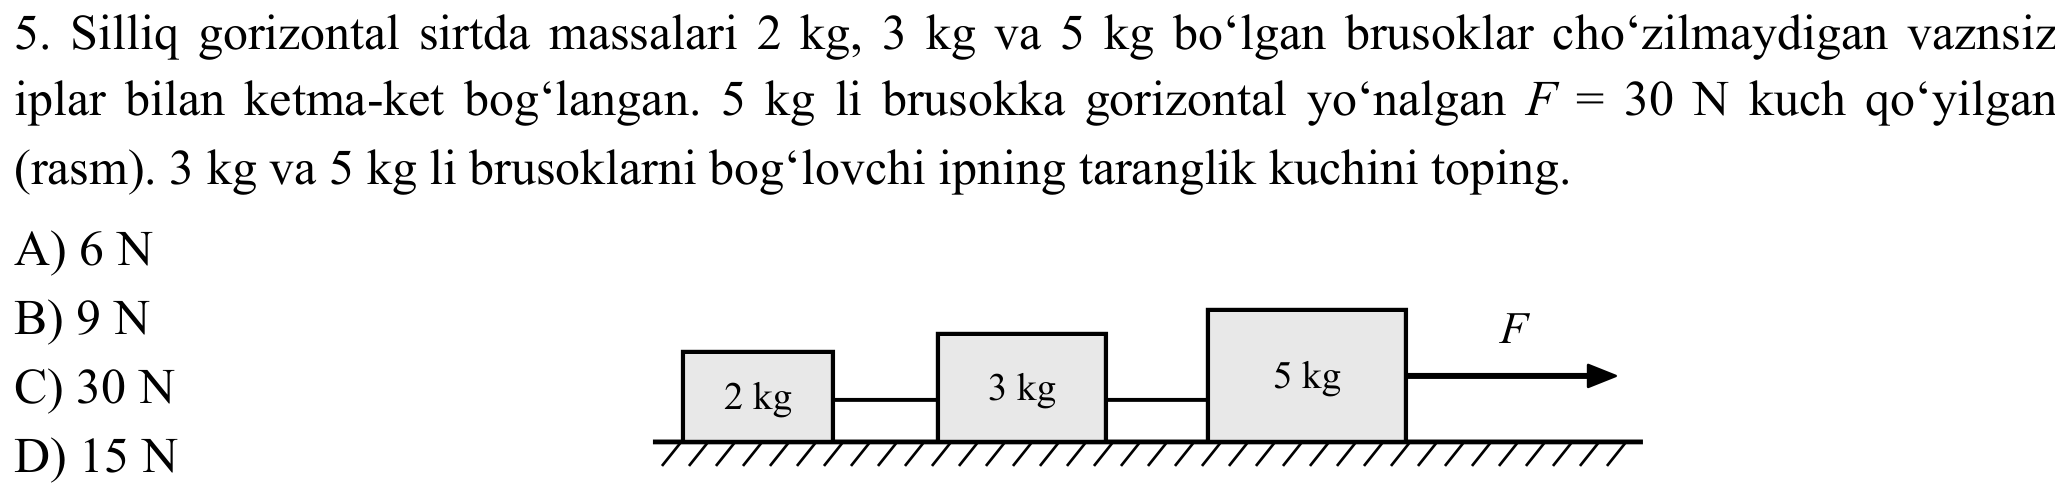 5. Silliq gorizontal sirtda massalari 2 kg, 3 kg va 5 kg bo‘lgan brusoklar cho‘zilmaydigan vaznsiz
iplar bilan ketma-ket bog‘langan. 5 kg li brusokka gorizontal yo‘nalgan F = 30 N kuch qo‘yilgan
(rasm). 3 kg va 5 kg li brusoklarni bog‘lovchi ipning taranglik kuchini toping.
A) 6 N
B) 9 N
C) 30 N
D) 15 N
2 kg
3 kg
5 kg
F